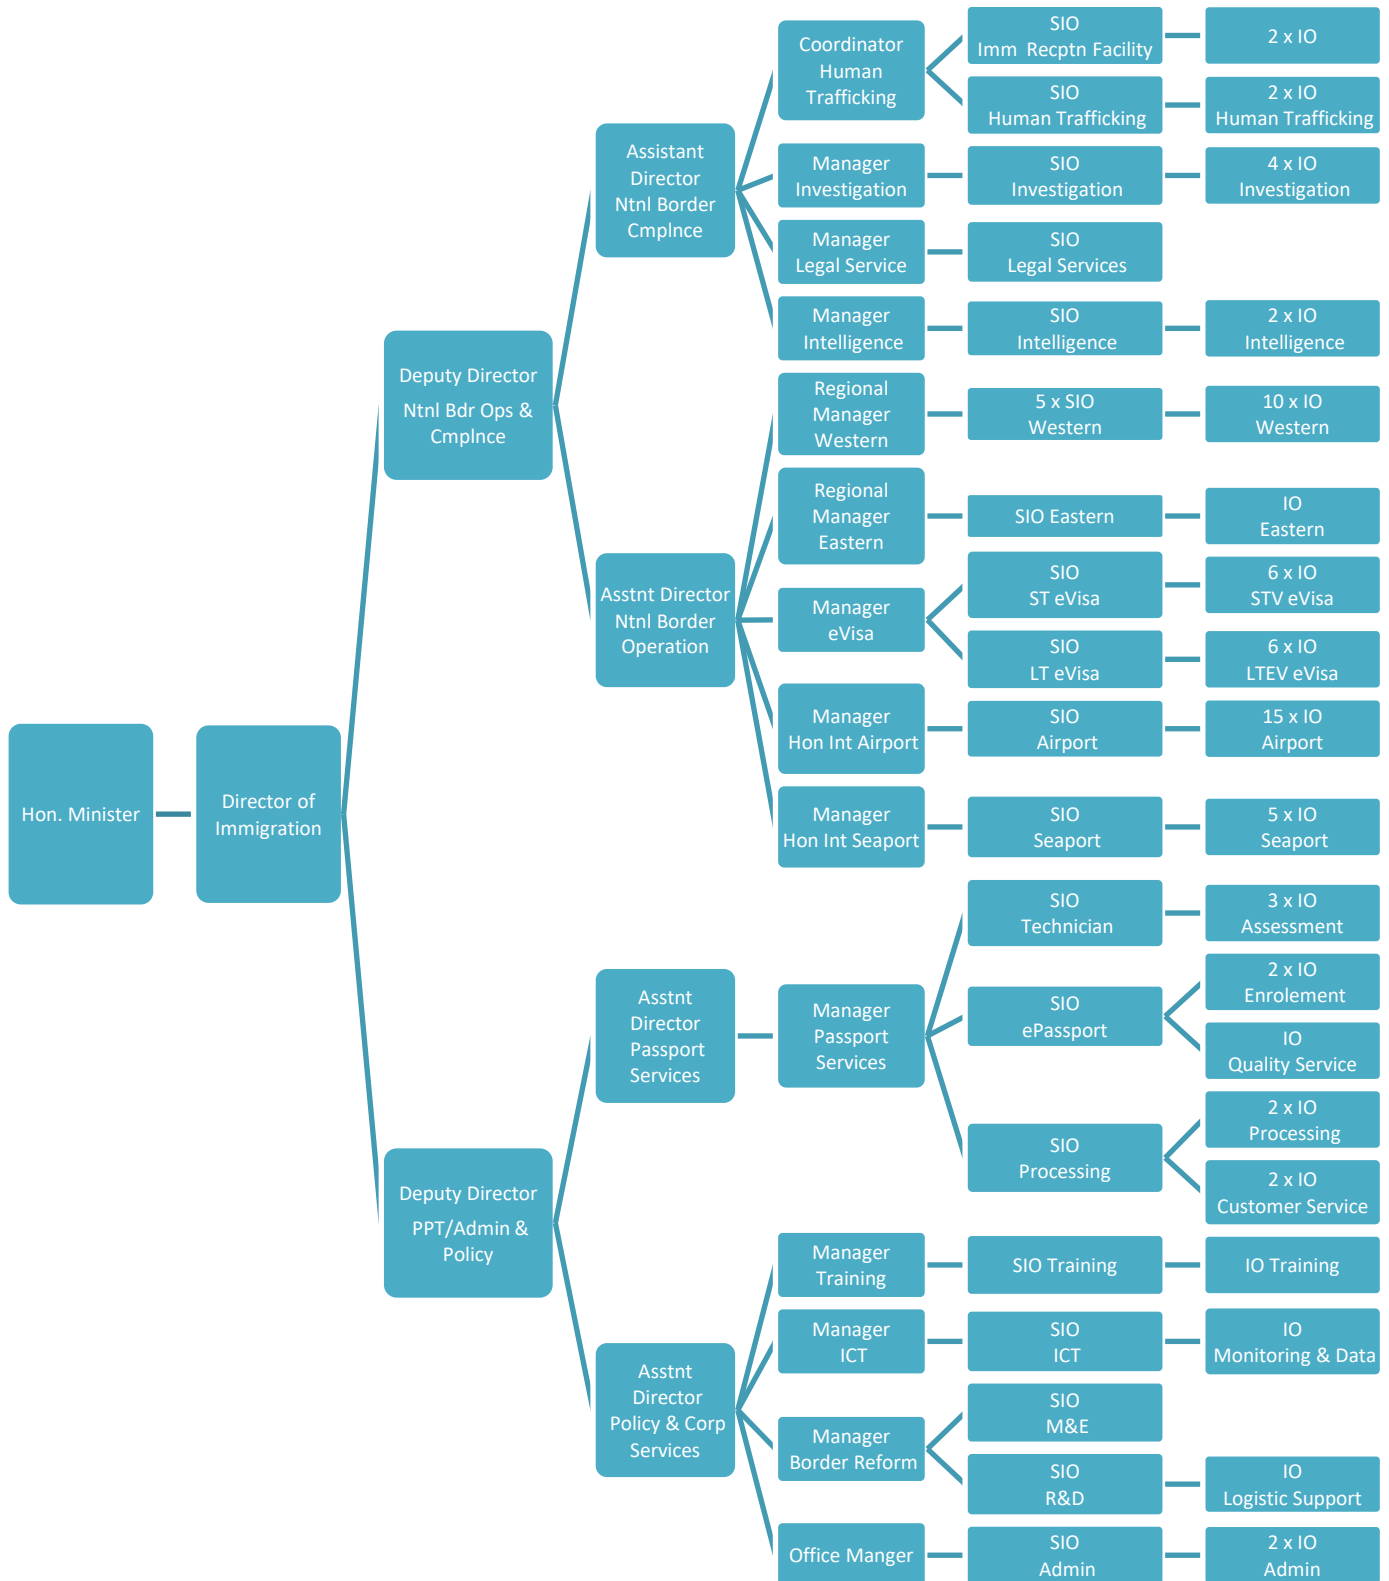 Hon. Minister
Director of
Immigration
Deputy Director
Ntnl Bdr Ops &
Cmplnce
Assistant
Director
Ntnl Border
Cmplnce
Coordinator
Human
Trafficking
SIO
Imm  Recptn Facility
2 x IO
SIO
Human Trafficking
2 x IO
Human Trafficking
Manager
Investigation
SIO
Investigation
4 x IO
Investigation
Manager
Legal Service
SIO
Legal Services
Manager
Intelligence
SIO
Intelligence
2 x IO
Intelligence
Asstnt Director
Ntnl Border
Operation
Regional
Manager
Western
5 x SIO
Western
10 x IO
Western
Regional
Manager
Eastern
SIO Eastern
IO
Eastern
Manager
eVisa
SIO
ST eVisa
6 x IO
STV eVisa
SIO
LT eVisa
6 x IO
LTEV eVisa
Manager
Hon Int Airport
SIO
Airport
15 x IO
Airport
Manager
Hon Int Seaport
SIO
Seaport
5 x IO
Seaport
Deputy Director
PPT/Admin &
Policy
Asstnt
Director
Passport
Services
Manager
Passport
Services
SIO
Technician
3 x IO
Assessment
SIO
ePassport
2 x IO
Enrolement
IO
Quality Service
SIO
Processing
2 x IO
Processing
2 x IO
Customer Service
Asstnt
Director
Policy & Corp
Services
Manager
Training
SIO Training
IO Training
Manager
ICT
SIO
ICT
IO
Monitoring & Data
Manager
Border Reform
SIO
M&E
SIO
R&D
IO
Logistic Support
Office Manger
SIO
Admin
2 x IO
Admin